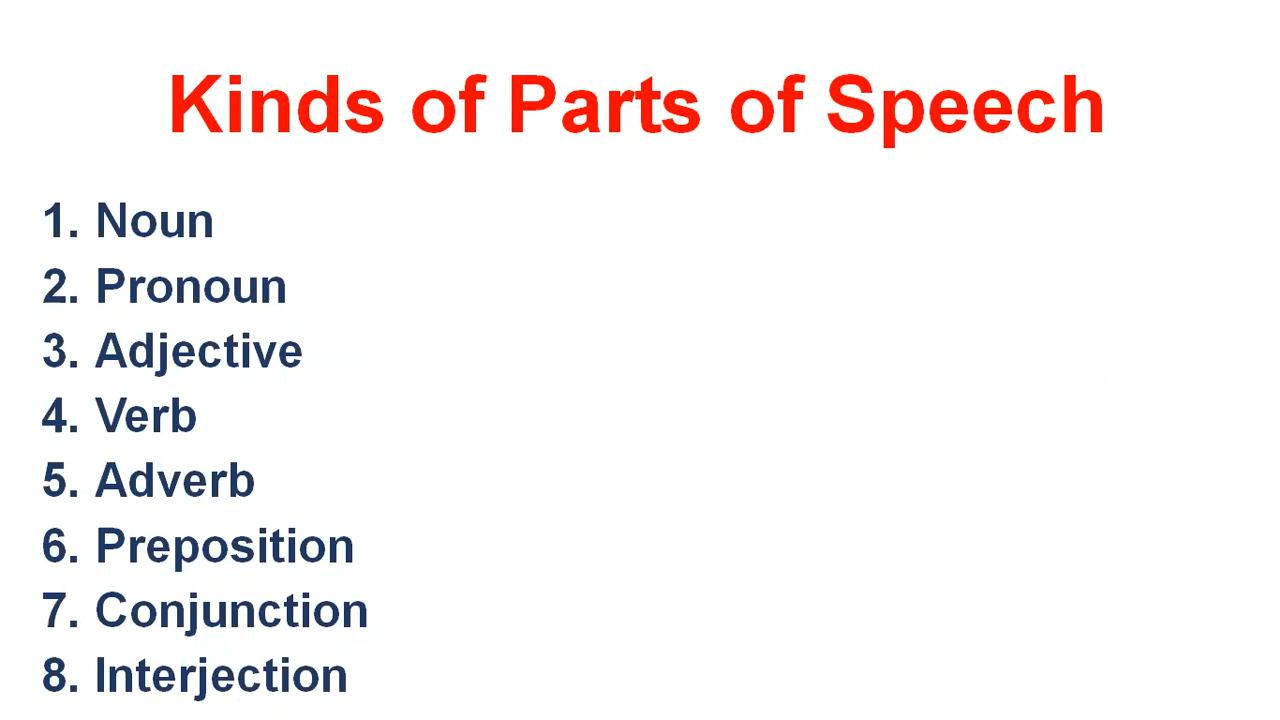 Kinds of Parts of Speech
1. Noun
2. Pronoun
3. Adjective
4. Verb
5. Adverb
6. Preposition
7. Conjunction
8. Interjection